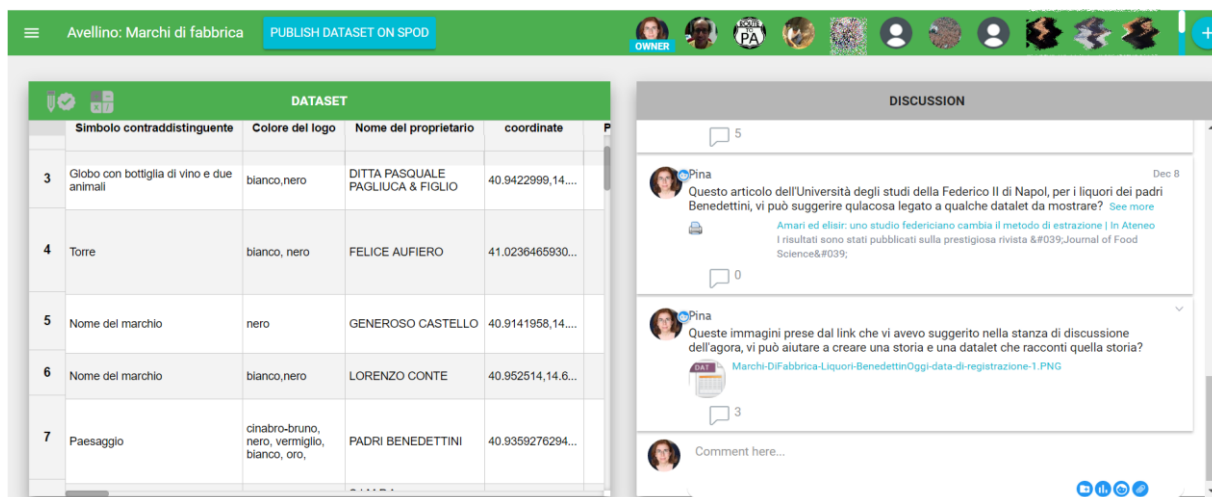 Avellino: Marchi di fabbrica
PUBLISH DATASET ON SPOD
OWNER
ROUTE
TO
PA
DATASET
Simbolo contraddistinguente Colore del logo Nome del proprietario coordinate P
3 Globo con bottiglia di vino e due animali bianco,nero DITTA PASQUALE PAGLIUCA & FIGLIO 40.9422999,14....
4 Torre bianco, nero FELICE AUFIERO 41.0236465930...
5 Nome del marchio nero GENEROSO CASTELLO 40.9141958,14....
6 Nome del marchio bianco,nero LORENZO CONTE 40.952514,14.6...
7 Paesaggio cinabro-bruno, nero, vermiglio, bianco, oro, PADRI BENEDETTINI 40.9359276294...
DISCUSSION
5
Pina Dec 8
Questo articolo dell'Università degli studi della Federico II di Napol, per i liquori dei padri
Benedettini, vi può suggerire qulacosa legato a qualche datalet da mostrare? See more
Amari ed elisir: uno studio federiciano cambia il metodo di estrazione | In Ateneo
I risultati sono stati pubblicati sulla prestigiosa rivista &#039;Journal of Food
Science&#039;
0
Pina
Queste immagini prese dal link che vi avevo suggerito nella stanza di discussione
dell'agora, vi può aiutare a creare una storia e una datalet che racconti quella storia?
DAT
Marchi-DiFabbrica-Liquori-BenedettinOggi-data-di-registrazione-1.PNG
3
Comment here...